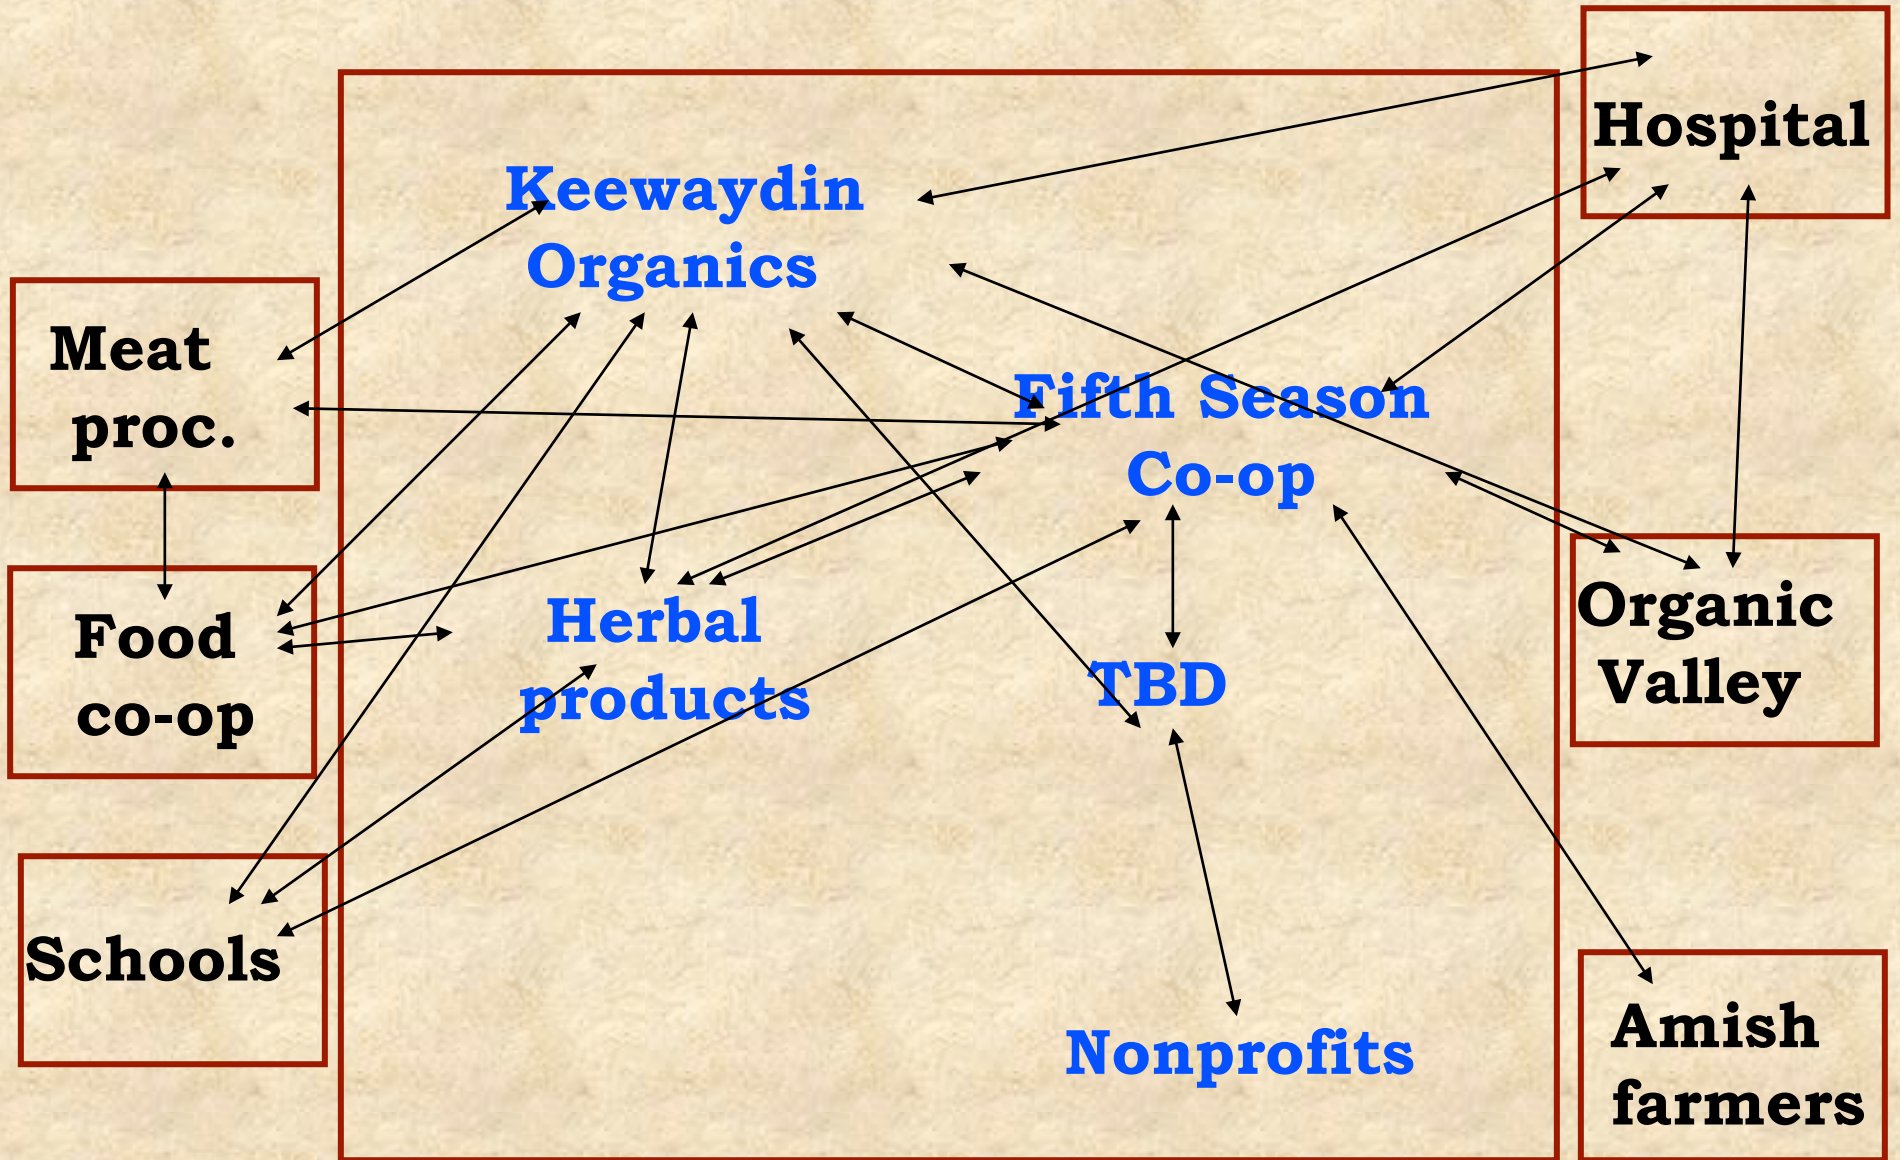 Hospital
Keewaydin
Organics
Meat
proc.
Fifth Season
Co-op
Food
co-op
Herbal
products
TBD
Organic
Valley
Schools
Nonprofits
Amish
farmers